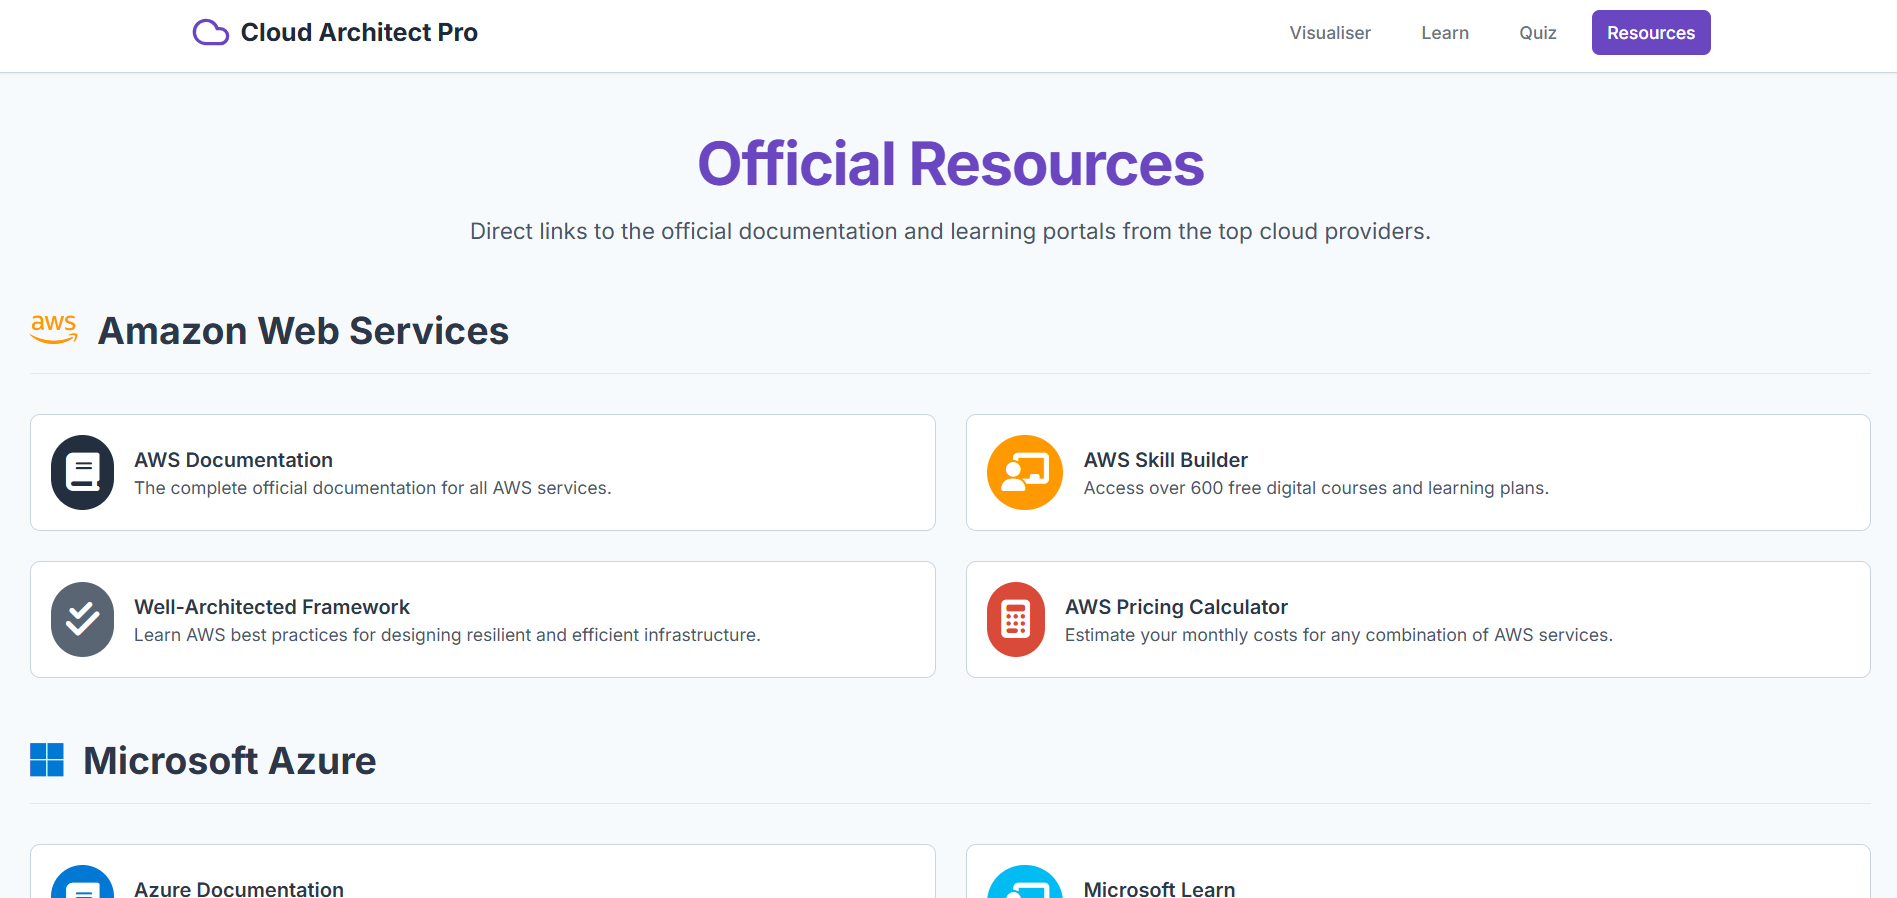 Cloud Architect Pro
Visualiser
Learn
Quiz
Resources
Official Resources
Direct links to the official documentation and learning portals from the top cloud providers.
aws
Amazon Web Services
AWS Documentation
The complete official documentation for all AWS services.
AWS Skill Builder
Access over 600 free digital courses and learning plans.
Well-Architected Framework
Learn AWS best practices for designing resilient and efficient infrastructure.
AWS Pricing Calculator
Estimate your monthly costs for any combination of AWS services.
Microsoft Azure
Azure Documentation
Microsoft Learn